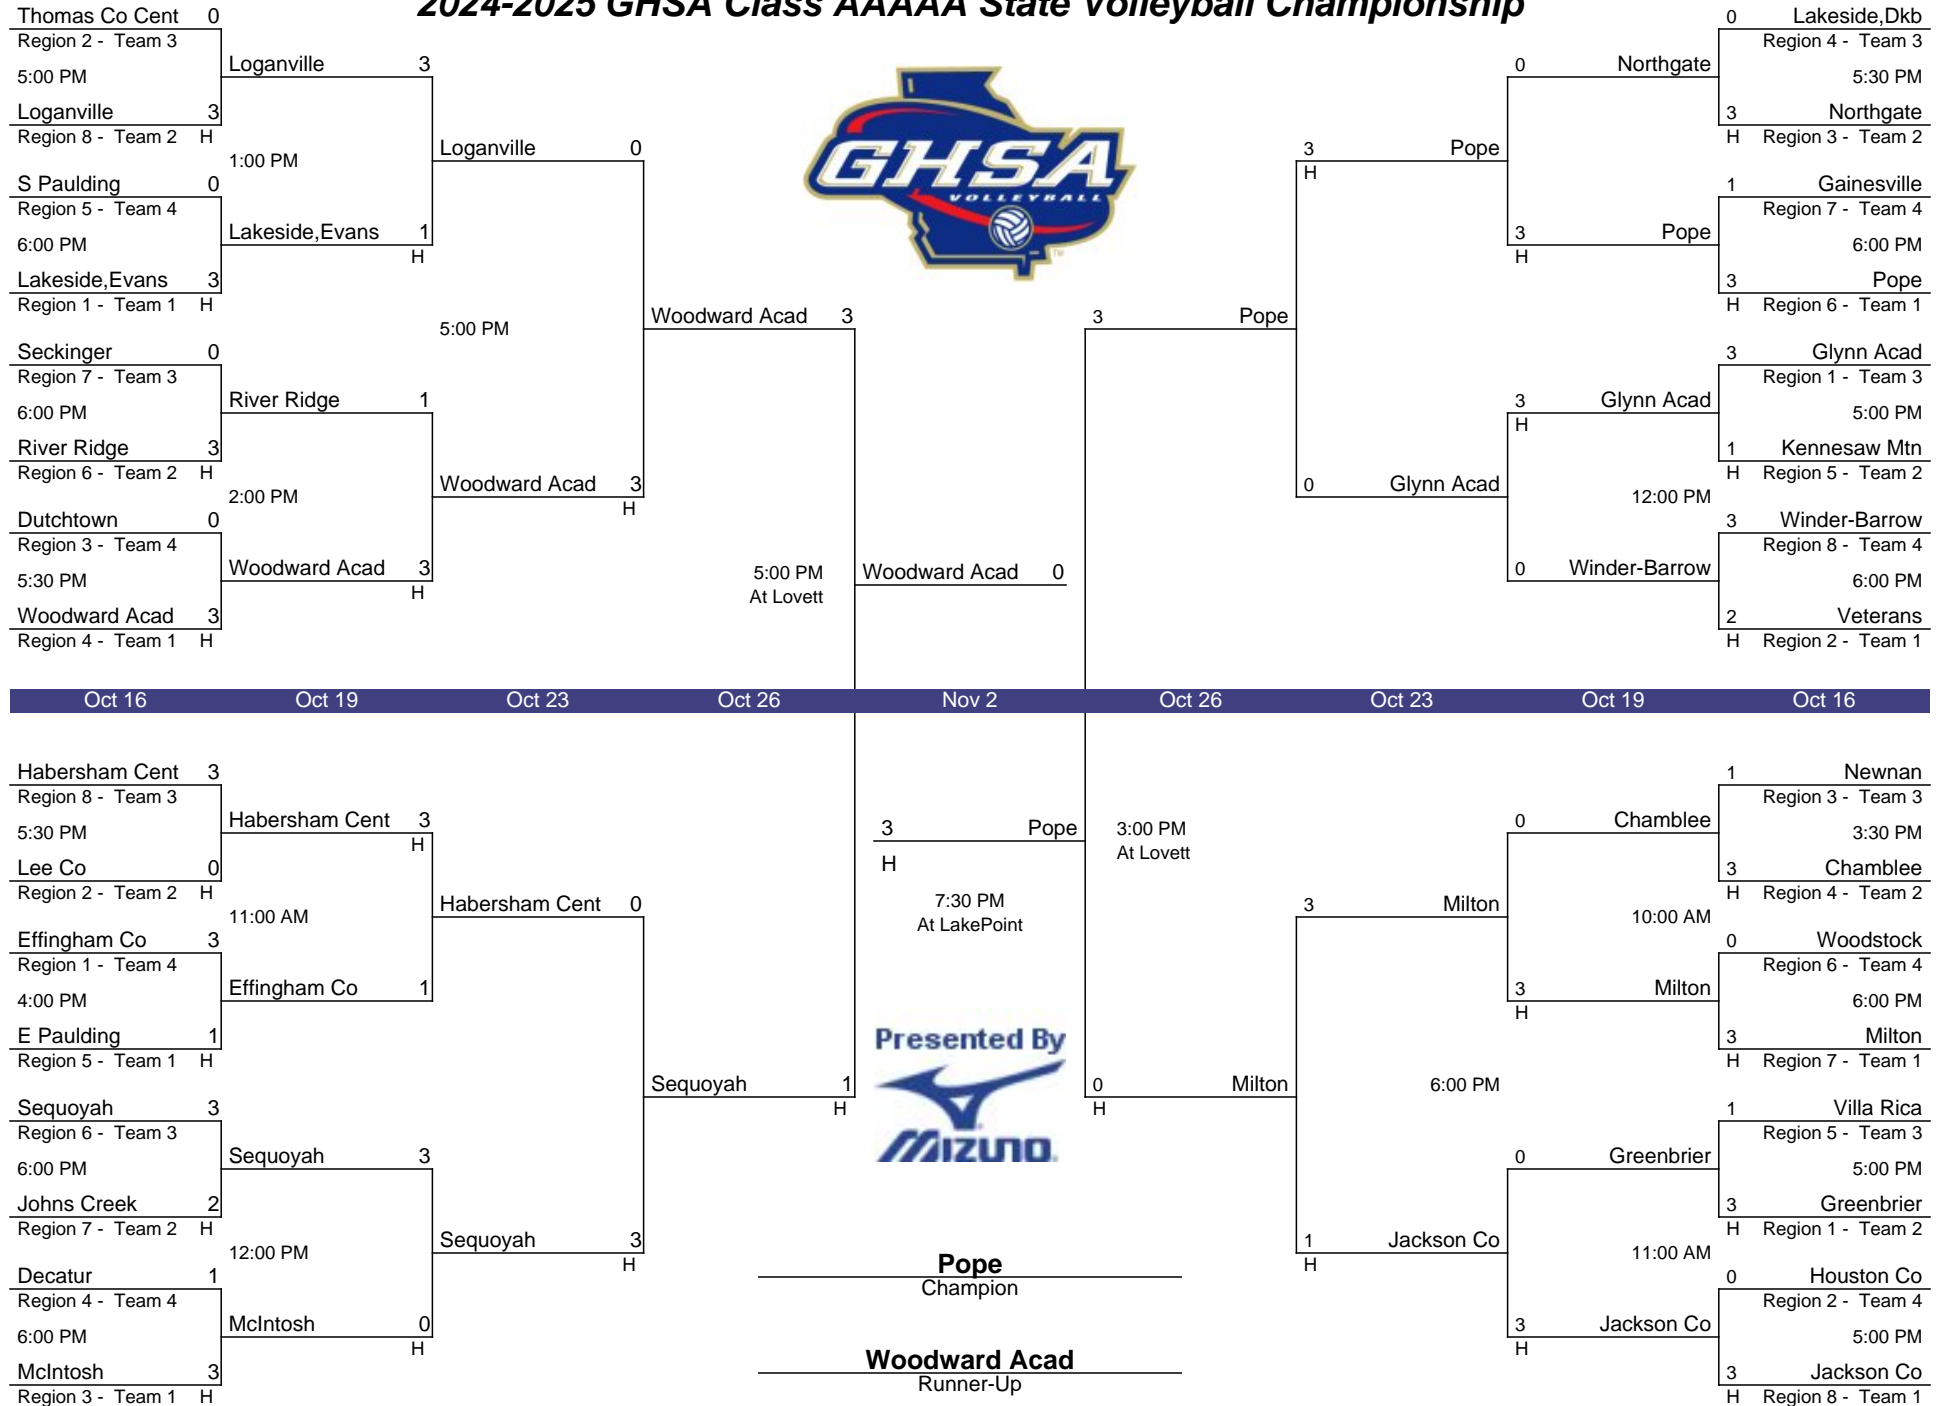 2024-2025 GHSA Class AAAAA State Volleyball Championship
Thomas Co Cent 0
Region 2 - Team 3
5:00 PM
Loganville 3
Region 8 - Team 2 H
S Paulding 0
Region 5 - Team 4
6:00 PM
Lakeside,Evans 3
Region 1 - Team 1 H
Seckinger 0
Region 7 - Team 3
6:00 PM
River Ridge 3
Region 6 - Team 2 H
Dutchtown 0
Region 3 - Team 4
5:30 PM
Woodward Acad 3
Region 4 - Team 1 H
Loganville 3
1:00 PM
Lakeside,Evans 1
H
River Ridge 1
2:00 PM
Woodward Acad 3
H
Loganville 0
5:00 PM
Woodward Acad 3
H
Woodward Acad 3
5:00 PM
At Lovett
Woodward Acad 0
GHSA
VOLLEYBALL
TM
3 Pope
0 Northgate
3 Pope
H
3 Pope
H
3 Glynn Acad
H
0 Glynn Acad
12:00 PM
0 Winder-Barrow
0 Lakeside,Dkb
Region 4 - Team 3
5:30 PM
3 Northgate
H Region 3 - Team 2
1 Gainesville
Region 7 - Team 4
6:00 PM
3 Pope
H Region 6 - Team 1
3 Glynn Acad
Region 1 - Team 3
5:00 PM
1 Kennesaw Mtn
H Region 5 - Team 2
3 Winder-Barrow
Region 8 - Team 4
6:00 PM
2 Veterans
H Region 2 - Team 1
Oct 16 Oct 19 Oct 23 Oct 26 Nov 2 Oct 26 Oct 23 Oct 19 Oct 16
Habersham Cent 3
Region 8 - Team 3
5:30 PM
Lee Co 0
Region 2 - Team 2 H
Effingham Co 3
Region 1 - Team 4
4:00 PM
E Paulding 1
Region 5 - Team 1 H
Sequoyah 3
Region 6 - Team 3
6:00 PM
Johns Creek 2
Region 7 - Team 2 H
Decatur 1
Region 4 - Team 4
6:00 PM
McIntosh 3
Region 3 - Team 1 H
Habersham Cent 3
H
11:00 AM
Effingham Co 1
Sequoyah 3
12:00 PM
McIntosh 0
H
Habersham Cent 0
Sequoyah 3
H
Sequoyah 1
H
3 Pope
H
7:30 PM
At LakePoint
3:00 PM
At Lovett
Presented By
MIZUNO
Pope
Champion
Woodward Acad
Runner-Up
0 Milton
H
3 Milton
6:00 PM
1 Jackson Co
H
0 Chamblee
10:00 AM
3 Milton
H
0 Greenbrier
11:00 AM
3 Jackson Co
H
1 Newnan
Region 3 - Team 3
3:30 PM
3 Chamblee
H Region 4 - Team 2
0 Woodstock
Region 6 - Team 4
6:00 PM
3 Milton
H Region 7 - Team 1
1 Villa Rica
Region 5 - Team 3
5:00 PM
3 Greenbrier
H Region 1 - Team 2
0 Houston Co
Region 2 - Team 4
5:00 PM
3 Jackson Co
H Region 8 - Team 1